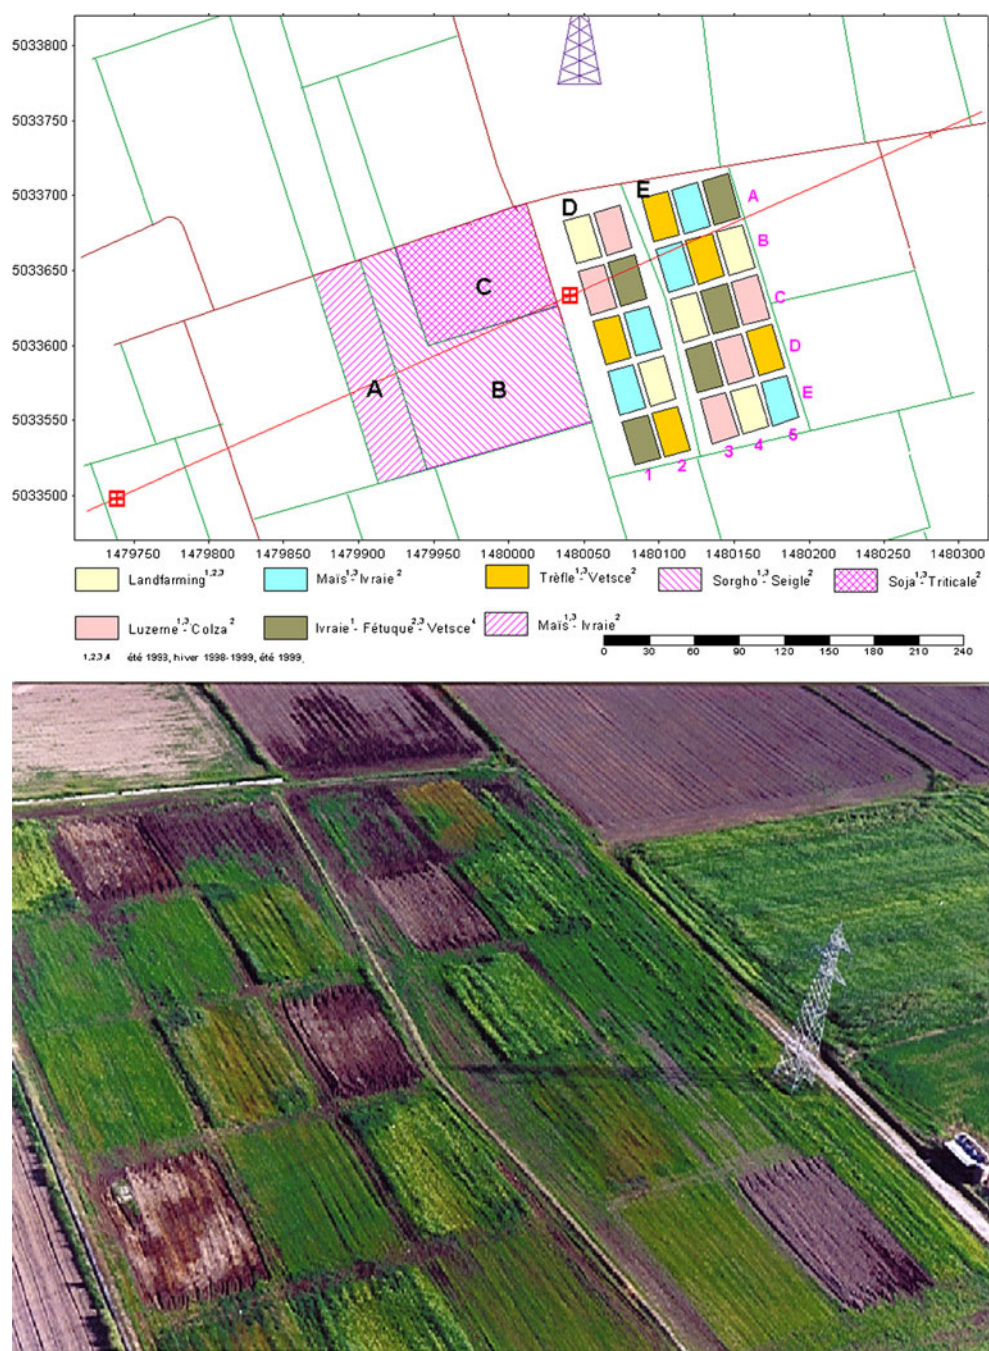 5033800
5033750
5033700
5033650
5033600
5033550
5033500
E
A
D
B
C
C
D
A
B
E
1
2
3
4
5
1479750 1479800 1479850 1479900 1479950 1480000 1480050 1480100 1480150 1480200 1480250 1480300
Landfarming1,2,3
Maïs1,3-Ivraie2
Trèfle1,3-Vetsce2
Sorgho1,3-Seigle2
Soja1,3-Triticale2
Luzerne1,3-Colza2
Ivraie1-Fétuque2,3-Vetsce4
Maïs1,3-Ivraie2
0 30 60 90 120 150 180 210 240
1,2,3,4 été 1993, hiver 1998-1999, été 1999,